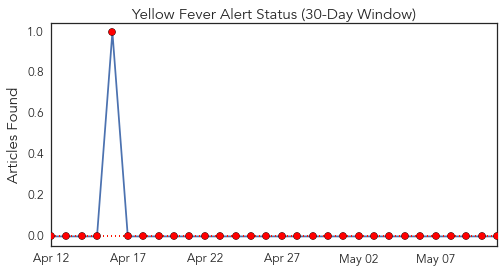 Yellow Fever Alert Status (30-Day Window)
Articles Found
1.0
0.8
0.6
0.4
0.2
0.0
Apr 12 Apr 17 Apr 22 Apr 27 May 02 May 07